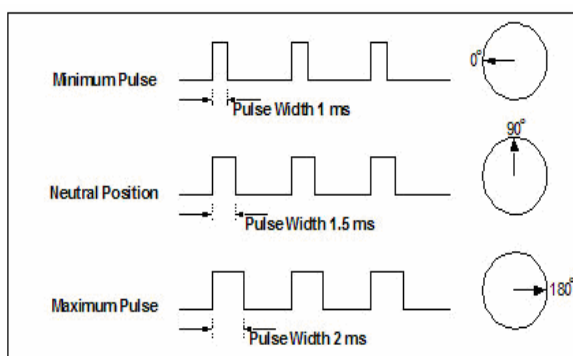 Minimum Pulse
0°
Pulse Width 1 ms
90°
Neutral Position
Pulse Width 1.5 ms
180°
Maximum Pulse
Pulse Width 2 ms